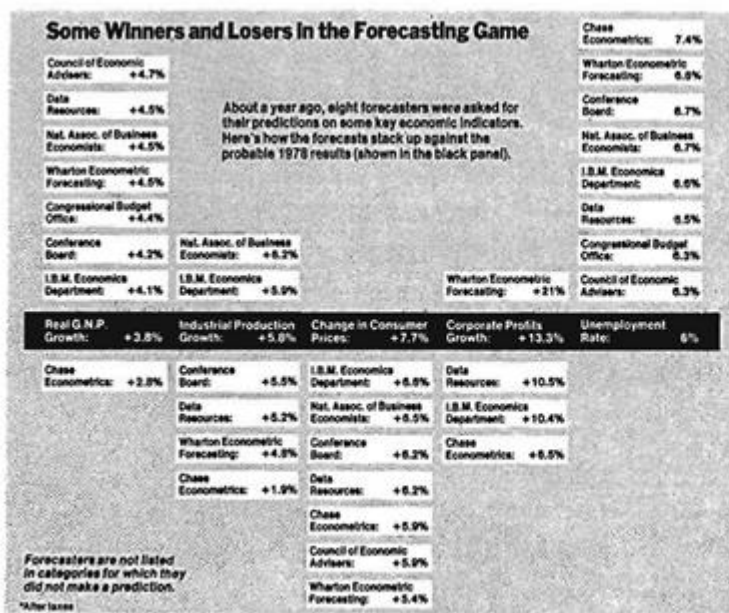 Some Winners and Losers in the Forecasting Game
About a year ago, eight forecasters were asked for
their predictions on some key economic indicators.
Here's how the forecasts stack up against the
probable 1978 results (shown in the black panel).
Council of Economic
Advisers: +4.7%
Data
Resources: +4.5%
Nat. Assoc. of Business
Economists: +4.5%
Wharton Econometric
Forecasting: +4.5%
Congressional Budget
Office: +4.4%
Conference
Board: +4.2%
I.B.M. Economics
Department: +4.1%
Real G.N.P.
Growth: +3.8%
Chase
Econometrics: +2.8%
Nat. Assoc. of Business
Economists: +6.2%
I.B.M. Economics
Department: +5.9%
Industrial Production
Growth: +5.8%
Conference
Board: +5.5%
Data
Resources: +5.2%
Wharton Econometric
Forecasting: +4.8%
Chase
Econometrics: +1.9%
Change in Consumer
Prices: +7.7%
I.B.M. Economics
Department: +6.6%
Nat. Assoc. of Business
Economists: +6.5%
Conference
Board: +6.2%
Data
Resources: +6.2%
Chase
Econometrics: +5.9%
Council of Economic
Advisers: +5.9%
Wharton Econometric
Forecasting: +5.4%
Wharton Econometric
Forecasting: +21%
Corporate Profits
Growth: +13.3%
Data
Resources: +10.5%
I.B.M. Economics
Department: +10.4%
Chase
Econometrics: +6.5%
Chase
Econometrics: 7.4%
Wharton Econometric
Forecasting:
Conference
Board: 6.7%
Nat. Assoc. of Business
Economists: 6.7%
I.B.M. Economics
Department: 6.6%
Data
Resources: 6.5%
Congressional Budget
Office: 6.3%
Council of Economic
Advisers: 6.3%
Unemployment
Rate: 6%
Forecasters are not listed
in categories for which they
did not make a prediction.
*After taxes